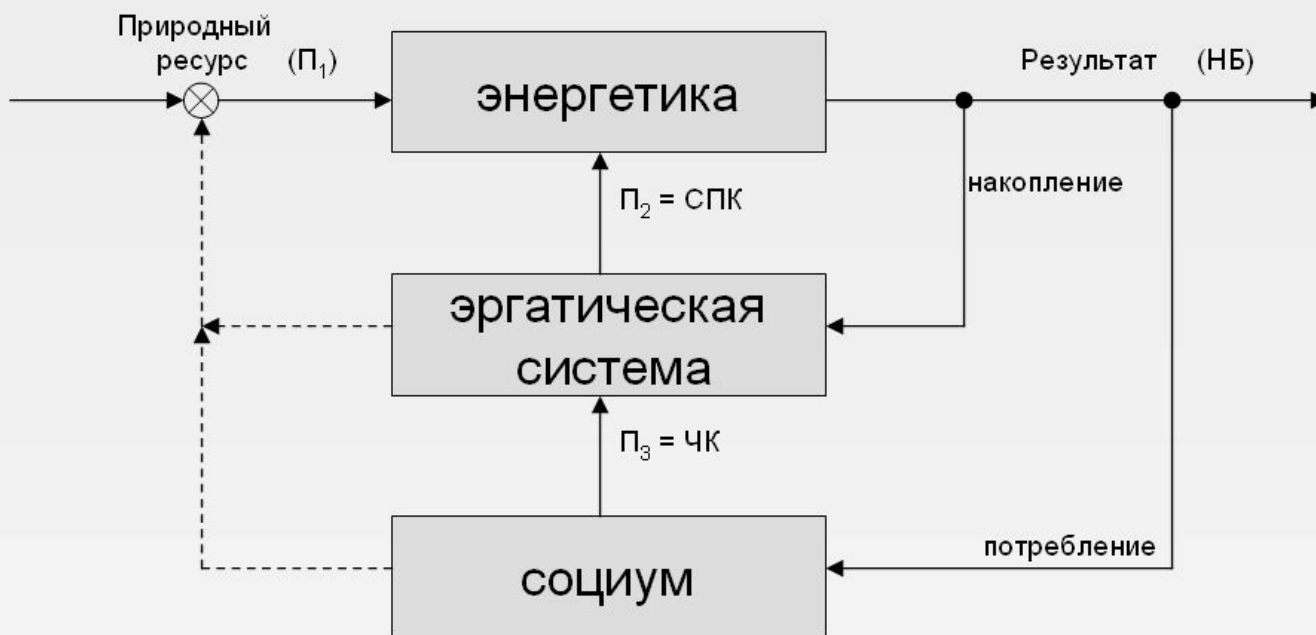 Природный
ресурс (П₁)
энергетика
Результат (НБ)
накопление
П₂ = СПК
эргатическая
система
П₃ = ЧК
потребление
социум